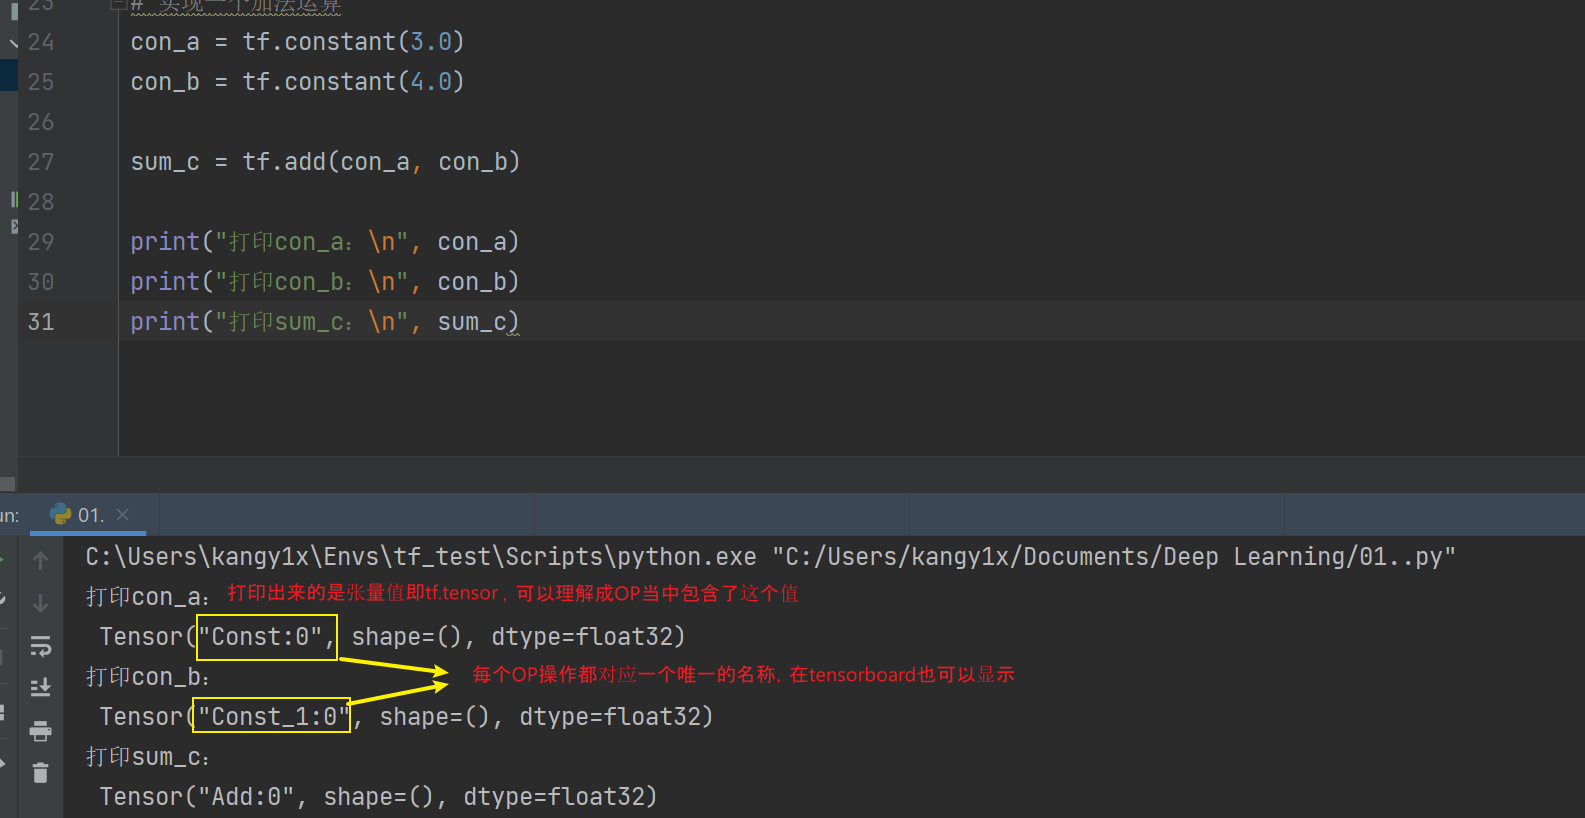 23 # 实现一个加法运算
24 con_a = tf.constant(3.0)
25 con_b = tf.constant(4.0)
26
27 sum_c = tf.add(con_a, con_b)
28
29 print("打印con_a：\n", con_a)
30 print("打印con_b：\n", con_b)
31 print("打印sum_c：\n", sum_c)
un: 01. ×
C:\Users\kangy1x\Envs\tf_test\Scripts\python.exe "C:/Users/kangy1x/Documents/Deep Learning/01..py"
打印con_a： 打印出来的是张量值即tf.tensor , 可以理解成OP当中包含了这个值
Tensor("Const:0", shape=(), dtype=float32)
打印con_b： 每个OP操作都对应一个唯一的名称, 在tensorboard也可以显示
Tensor("Const_1:0", shape=(), dtype=float32)
打印sum_c：
Tensor("Add:0", shape=(), dtype=float32)